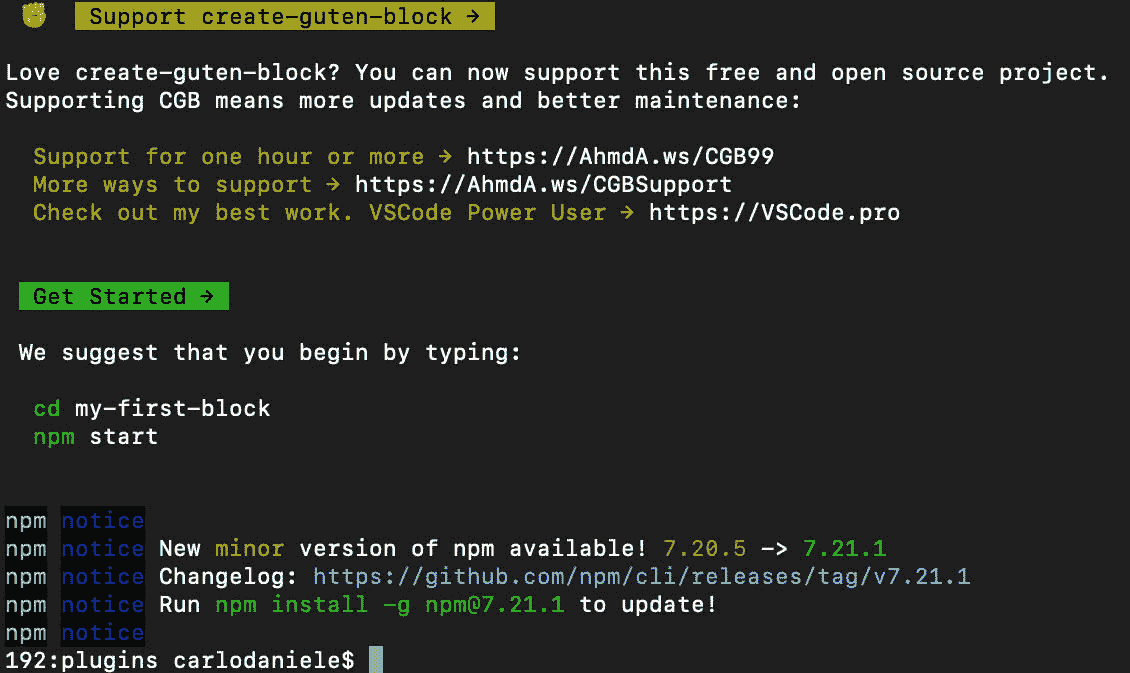 Support create-guten-block →
Love create-guten-block? You can now support this free and open source project.
Supporting CGB means more updates and better maintenance:
Support for one hour or more → https://AhmdA.ws/CGB99
More ways to support → https://AhmdA.ws/CGBSupport
Check out my best work. VSCode Power User → https://VSCode.pro
Get Started →
We suggest that you begin by typing:
cd my-first-block
npm start
npm notice
npm notice New minor version of npm available! 7.20.5 -> 7.21.1
npm notice Changelog: https://github.com/npm/cli/releases/tag/v7.21.1
npm notice Run npm install -g npm@7.21.1 to update!
npm notice
192:plugins carlodaniele$